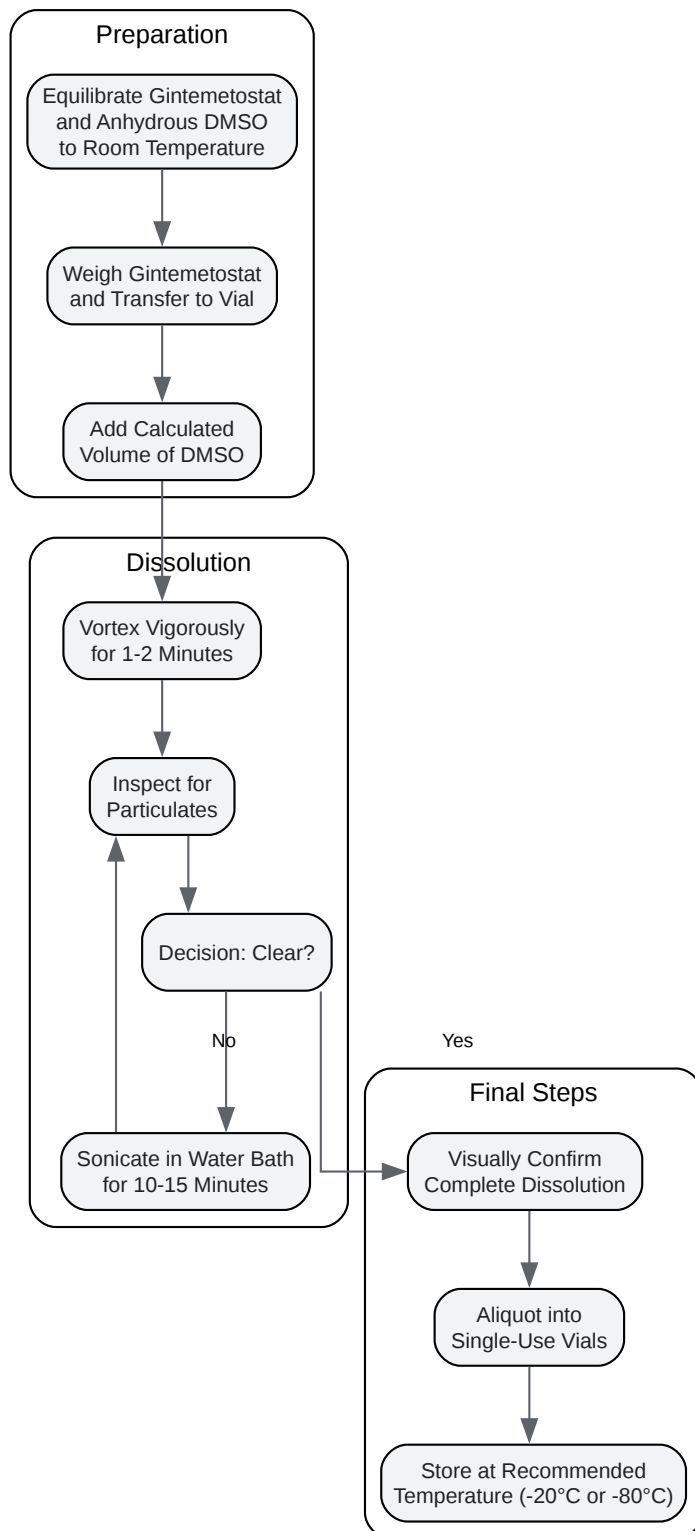 Preparation
Equilibrate Gintemetostat
and Anhydrous DMSO
to Room Temperature
Weigh Gintemetostat
and Transfer to Vial
Add Calculated
Volume of DMSO
Dissolution
Vortex Vigorously
for 1-2 Minutes
Inspect for
Particulates
Decision: Clear?
No
Yes
Sonicate in Water Bath
for 10-15 Minutes
Final Steps
Visually Confirm
Complete Dissolution
Aliquot into
Single-Use Vials
Store at Recommended
Temperature (-20°C or -80°C)